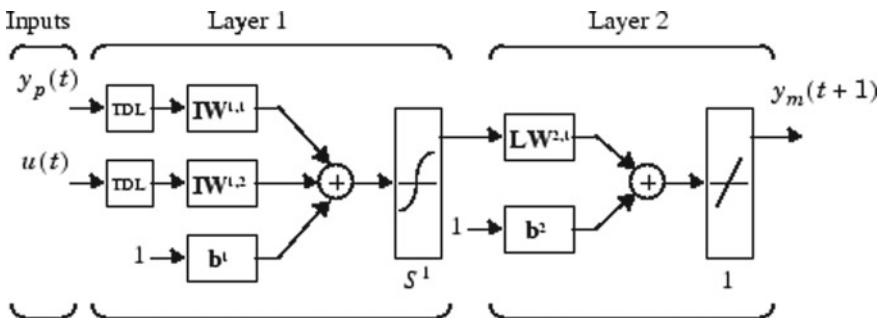 Inputs
Layer 1
Layer 2
y_p(t)
TDL
IW^{1,1}
y_m(t+1)
LW^{2,1}
u(t)
TDL
IW^{1,2}
1
b^1
1
b^2
S^1
1